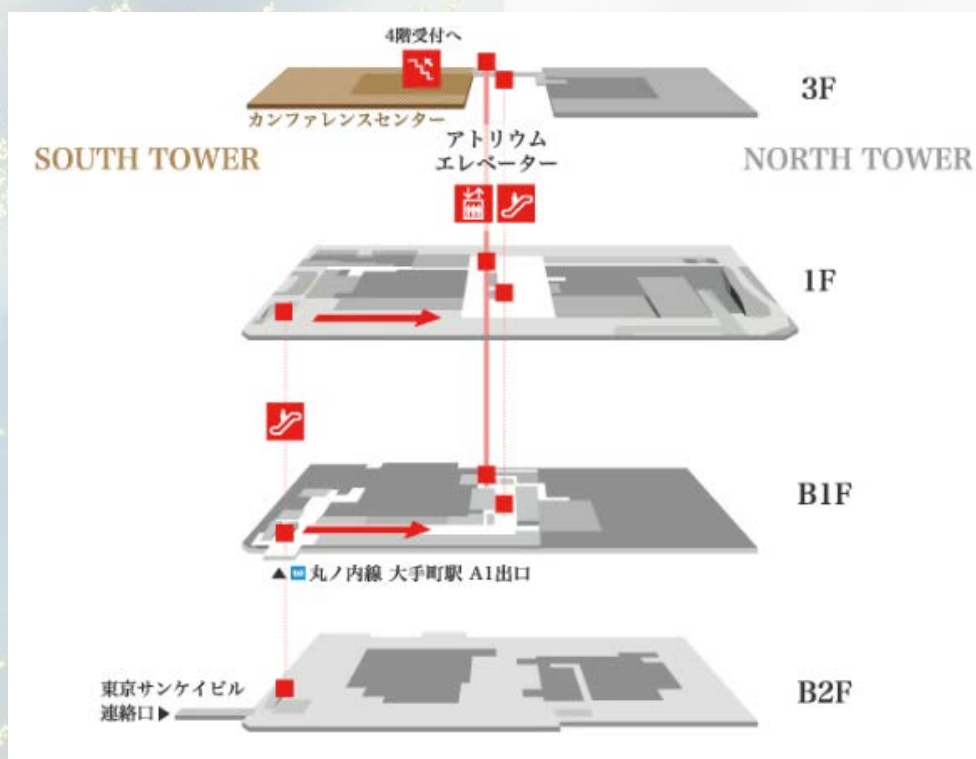 4階受付へ
3F
カンファレンスセンター
SOUTH TOWER
アトリウム
エレベーター
NORTH TOWER
1F
B1F
▲ 丸ノ内線 大手町駅 A1出口
東京サンケイビル
連絡口▶
B2F